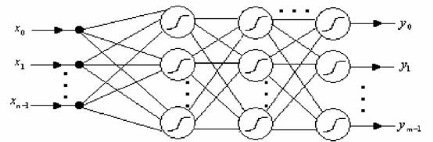 x₀ y₀
x₁ y₁
xₙ₋₁ yₘ₋₁